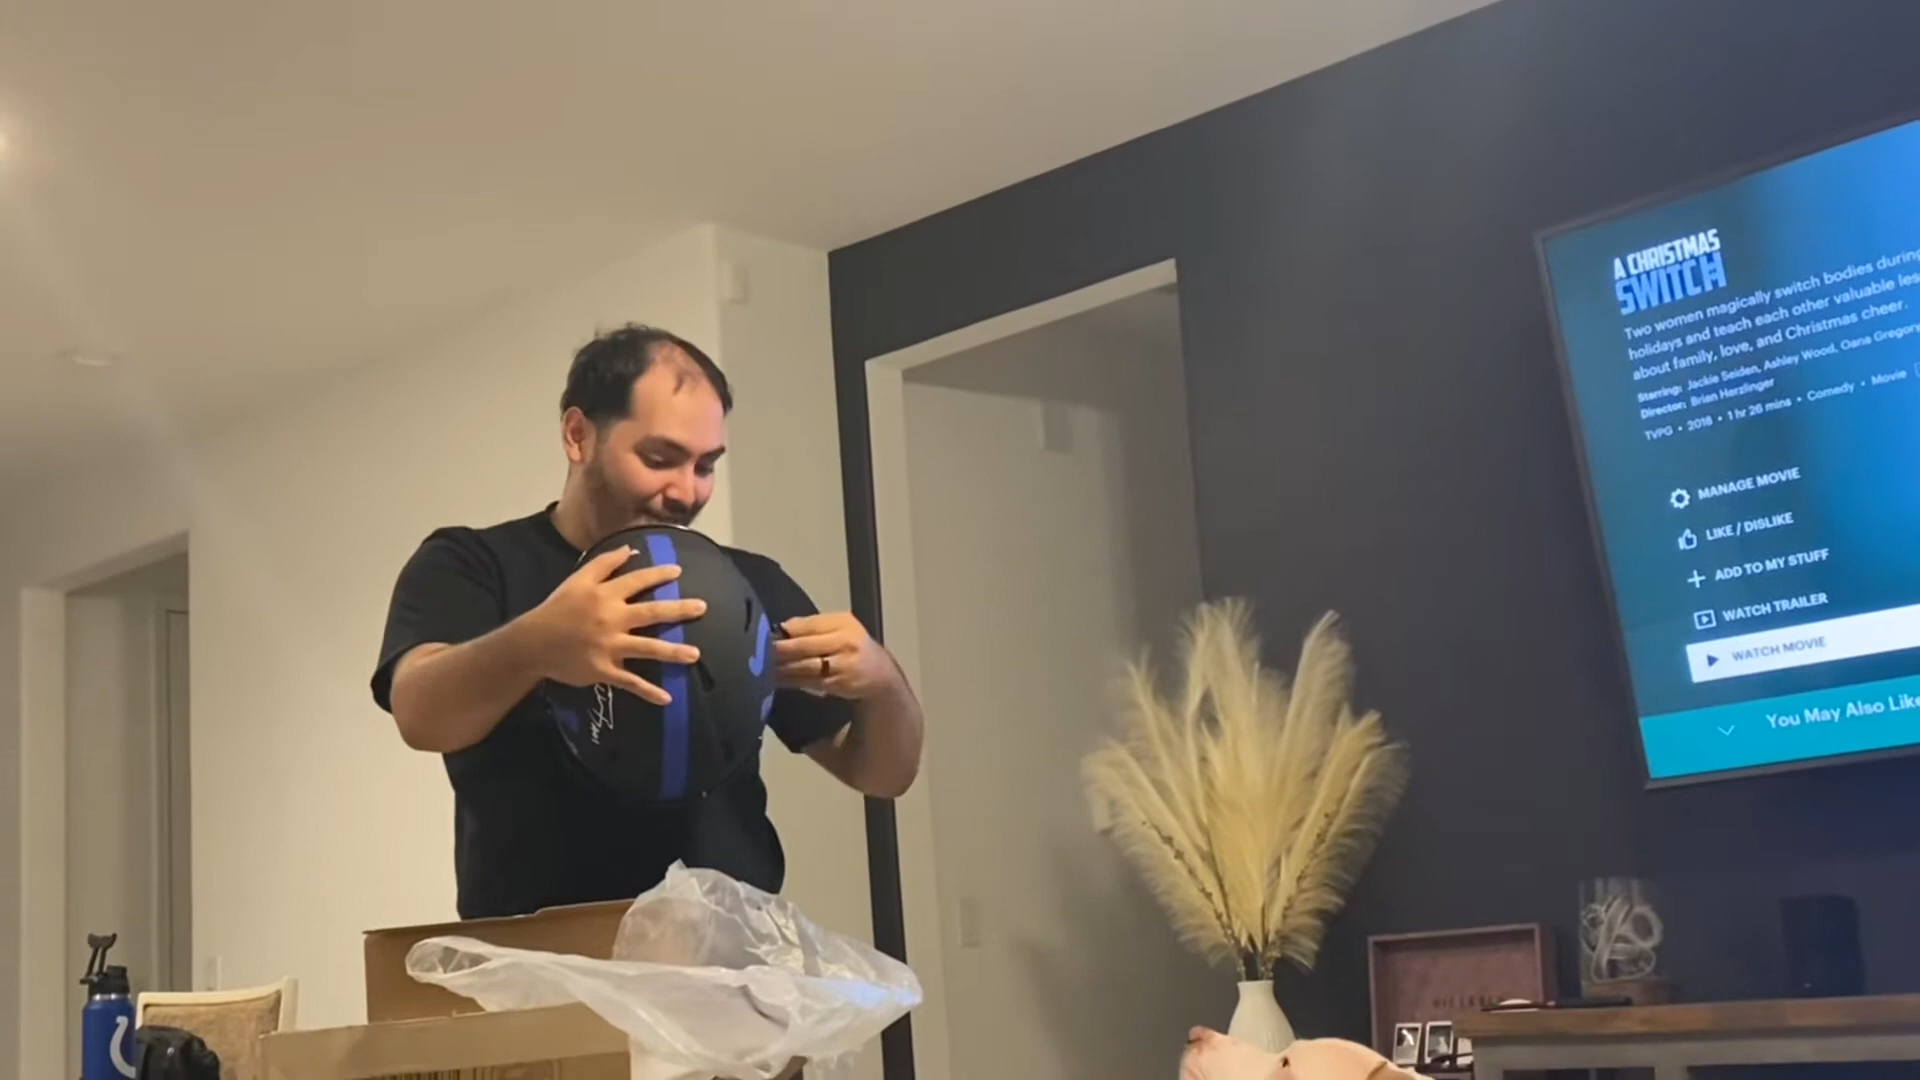 A CHRISTMAS
SWITCH
Two women magically switch bodies during
holidays and teach each other valuable les
about family, love, and Christmas cheer.
Starring: Jackie Seiden, Ashley Wood, Oana Gregory
Director: Brian Herzlinger
TVPG • 2018 • 1 hr 26 mins • Comedy • Movie
MANAGE MOVIE
LIKE / DISLIKE
ADD TO MY STUFF
WATCH TRAILER
WATCH MOVIE
You May Also Like